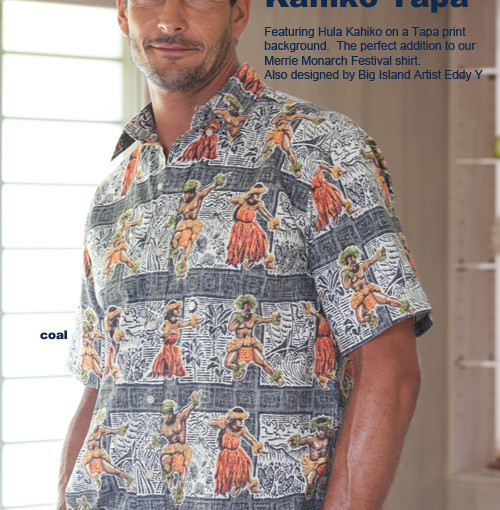 Kahiko Tapa
Featuring Hula Kahiko on a Tapa print
background.  The perfect addition to our
Merrie Monarch Festival shirt.
Also designed by Big Island Artist Eddy Y
coal